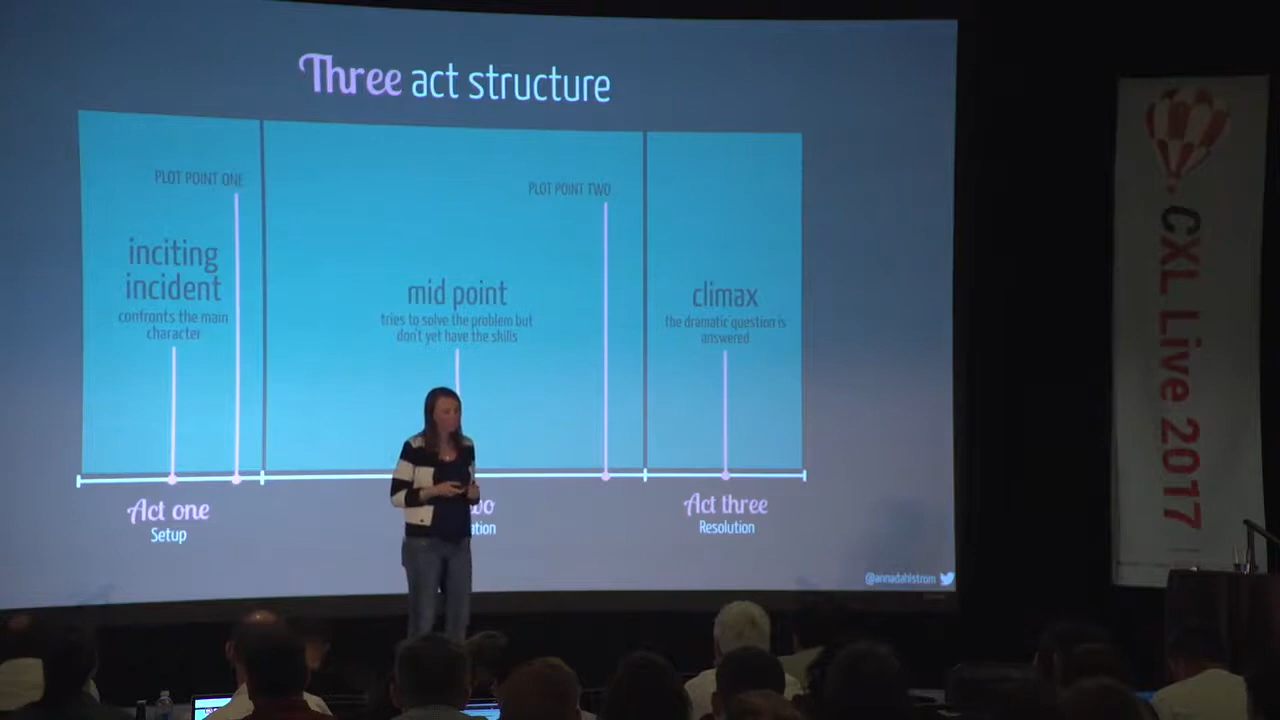 Three act structure
PLOT POINT ONE
PLOT POINT TWO
inciting
incident
confronts the main
character
mid point
tries to solve the problem but
don't yet have the skills
climax
the dramatic question is
answered
Act one
Setup
wo
ation
Act three
Resolution
@annadahlstrom
CXL Live 2017